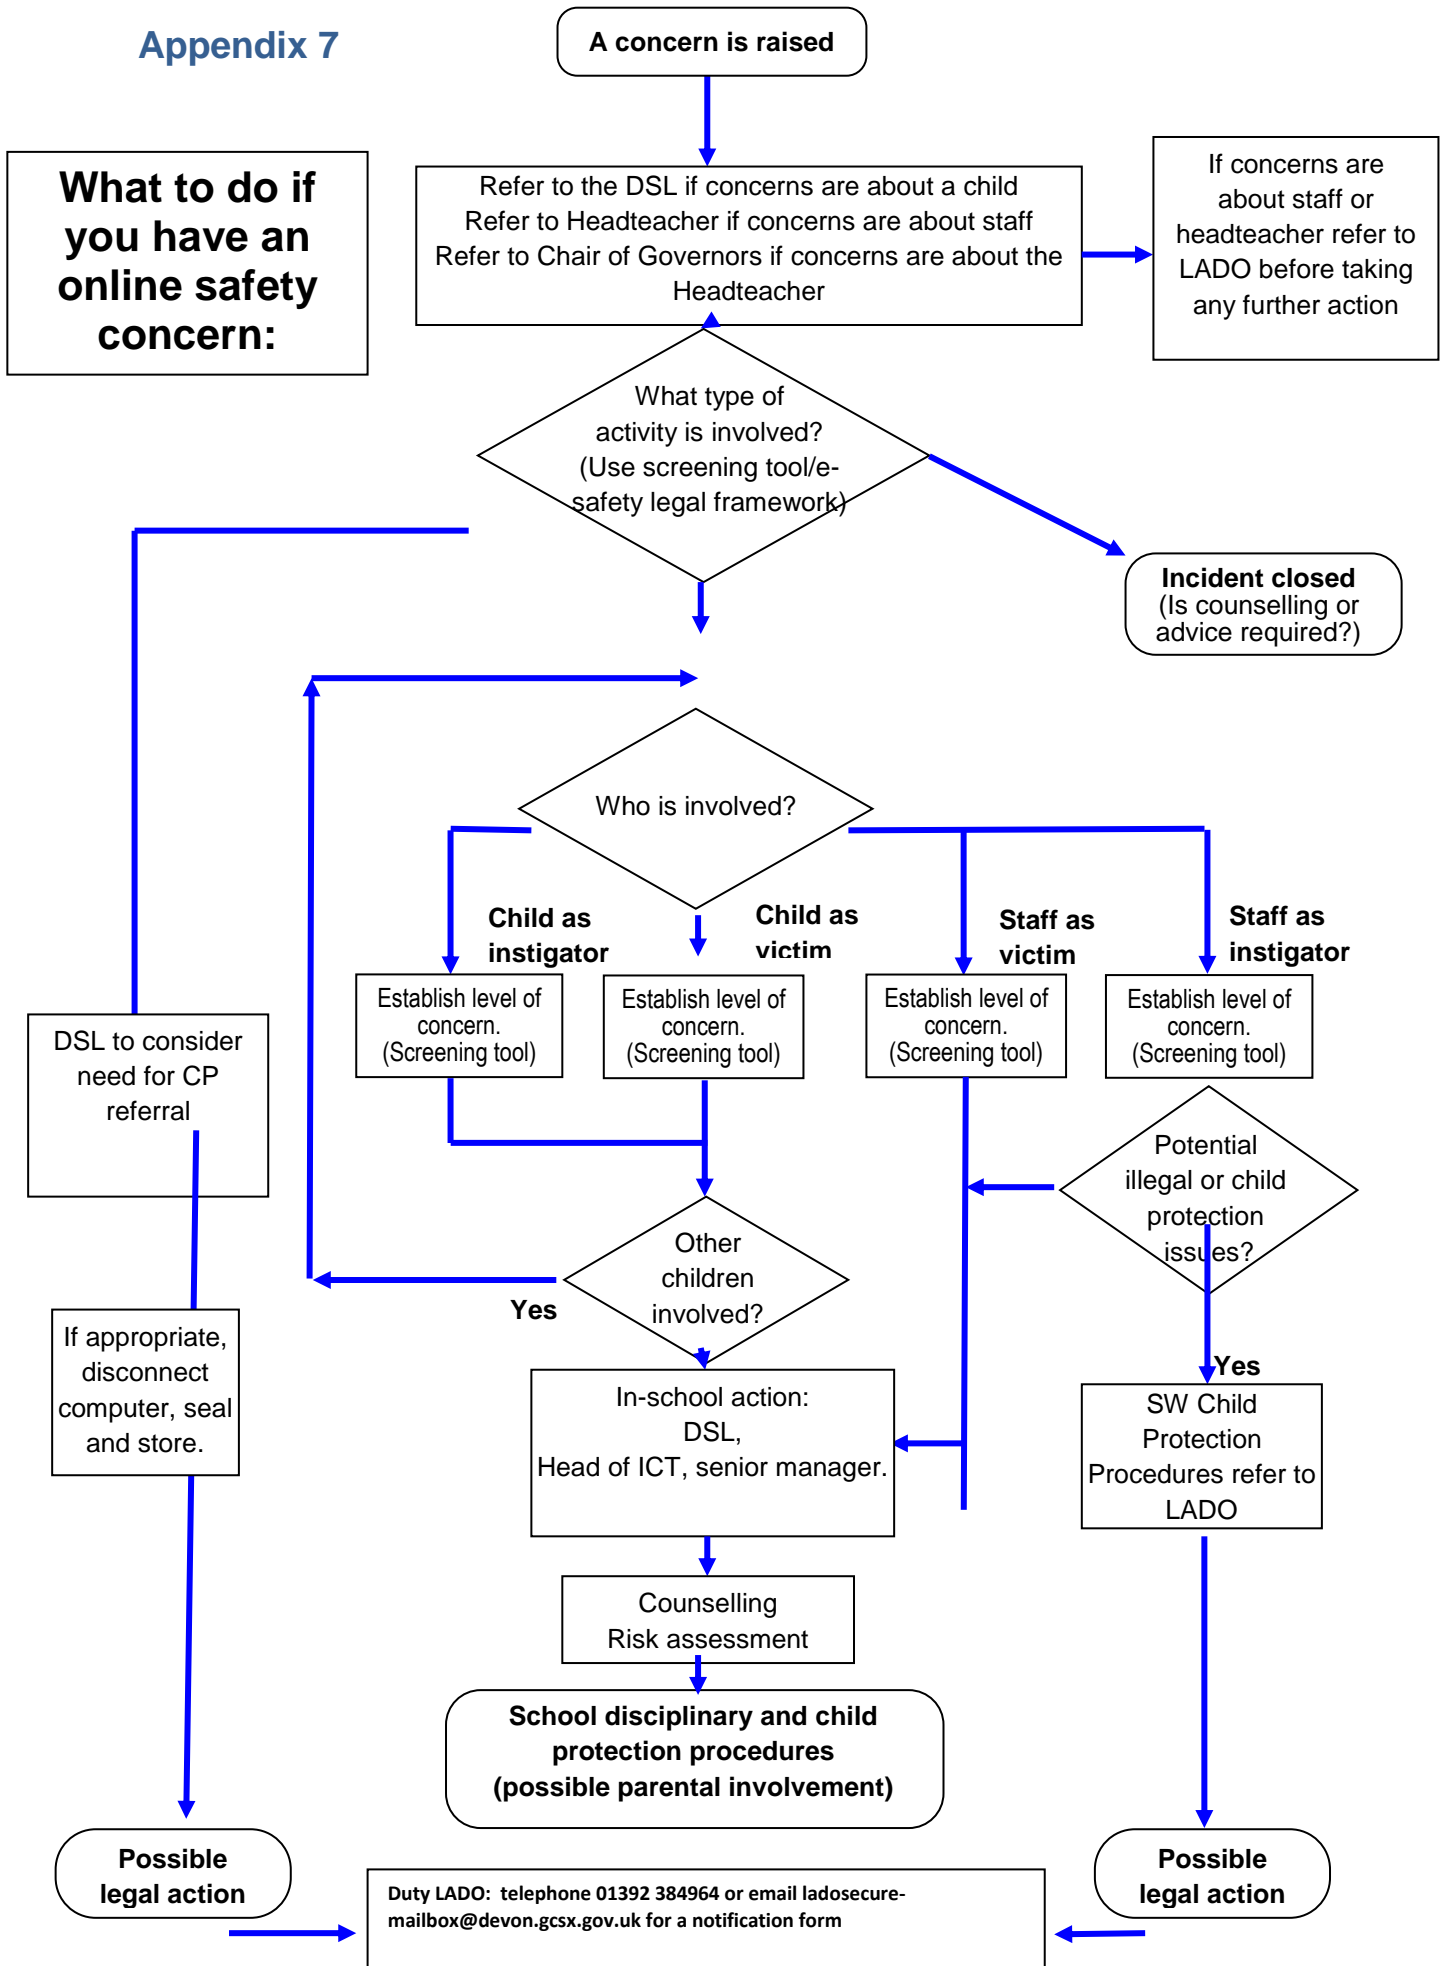 Appendix 7
A concern is raised
What to do if
you have an
online safety
concern:
Refer to the DSL if concerns are about a child
Refer to Headteacher if concerns are about staff
Refer to Chair of Governors if concerns are about the
Headteacher
If concerns are
about staff or
headteacher refer to
LADO before taking
any further action
What type of
activity is involved?
(Use screening tool/e-
safety legal framework)
Incident closed
(Is counselling or
advice required?)
Who is involved?
Child as
instigator
Child as
victim
Staff as
victim
Staff as
instigator
Establish level of
concern.
(Screening tool)
Establish level of
concern.
(Screening tool)
Establish level of
concern.
(Screening tool)
Establish level of
concern.
(Screening tool)
DSL to consider
need for CP
referral
Potential
illegal or child
protection
issues?
Other
children
involved?
Yes
If appropriate,
disconnect
computer, seal
and store.
Yes
In-school action:
DSL,
Head of ICT, senior manager.
SW Child
Protection
Procedures refer to
LADO
Counselling
Risk assessment
School disciplinary and child
protection procedures
(possible parental involvement)
Possible
legal action
Possible
legal action
Duty LADO:  telephone 01392 384964 or email ladosecure-
mailbox@devon.gcsx.gov.uk for a notification form